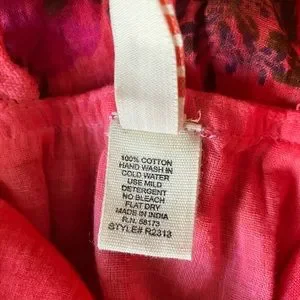 100% COTTON
HAND WASH IN
COLD WATER
USE MILD
DETERGENT
NO BLEACH
FLAT DRY
MADE IN INDIA
R.N. 58173
STYLE# R2313